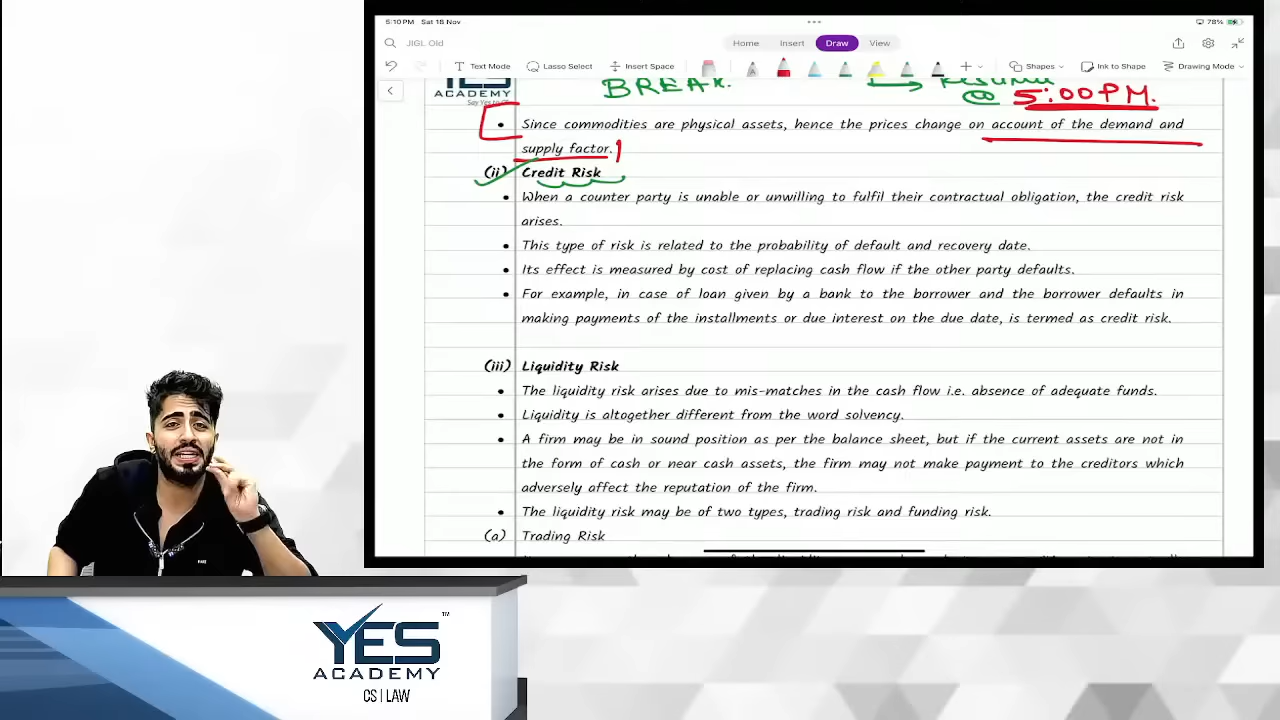 5:10 PM Sat 18 Nov
78%
JIGL Old
Home Insert Draw View
Text Mode Lasso Select Insert Space Shapes Ink to Shape Drawing Mode
YES
ACADEMY
Say Yes to CS
BREAK.
Resume
@ 5:00 PM.
• Since commodities are physical assets, hence the prices change on account of the demand and
supply factor.
(ii) Credit Risk
• When a counter party is unable or unwilling to fulfil their contractual obligation, the credit risk
arises.
• This type of risk is related to the probability of default and recovery date.
• Its effect is measured by cost of replacing cash flow if the other party defaults.
• For example, in case of loan given by a bank to the borrower and the borrower defaults in
making payments of the installments or due interest on the due date, is termed as credit risk.
(iii) Liquidity Risk
• The liquidity risk arises due to mis-matches in the cash flow i.e. absence of adequate funds.
• Liquidity is altogether different from the word solvency.
• A firm may be in sound position as per the balance sheet, but if the current assets are not in
the form of cash or near cash assets, the firm may not make payment to the creditors which
adversely affect the reputation of the firm.
• The liquidity risk may be of two types, trading risk and funding risk.
(a) Trading Risk
YES ™
ACADEMY
CS | LAW